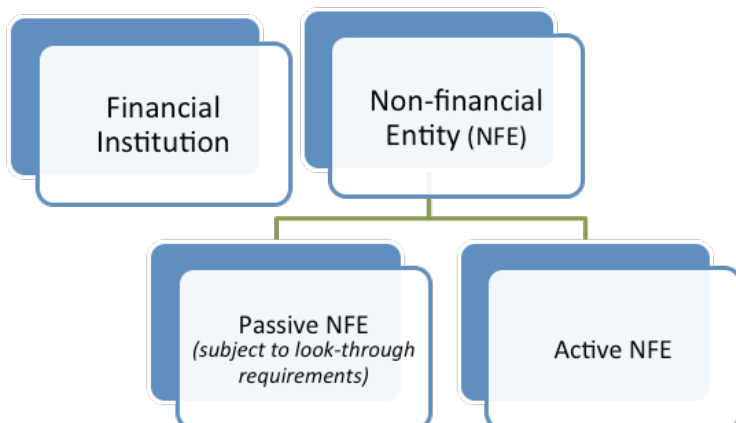 Financial
Institution
Non-financial
Entity (NFE)
Passive NFE
(subject to look-through
requirements)
Active NFE